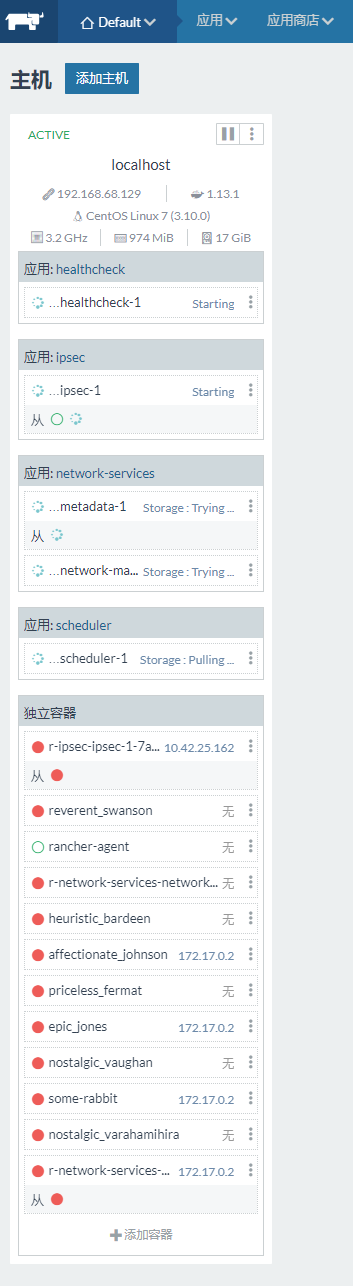 Default 应用 应用商店
主机 添加主机
ACTIVE
localhost
192.168.68.129 1.13.1
CentOS Linux 7 (3.10.0)
3.2 GHz 974 MiB 17 GiB
应用: healthcheck
...healthcheck-1 Starting
应用: ipsec
...ipsec-1 Starting
从
应用: network-services
...metadata-1 Storage : Trying ...
从
...network-ma... Storage : Trying ...
应用: scheduler
...scheduler-1 Storage : Pulling ...
独立容器
r-ipsec-ipsec-1-7a... 10.42.25.162
从
reverent_swanson 无
rancher-agent 无
r-network-services-network... 无
heuristic_bardeen 无
affectionate_johnson 172.17.0.2
priceless_fermat 无
epic_jones 172.17.0.2
nostalgic_vaughan 无
some-rabbit 172.17.0.2
nostalgic_varahamihira 无
r-network-services-... 172.17.0.2
从
添加容器